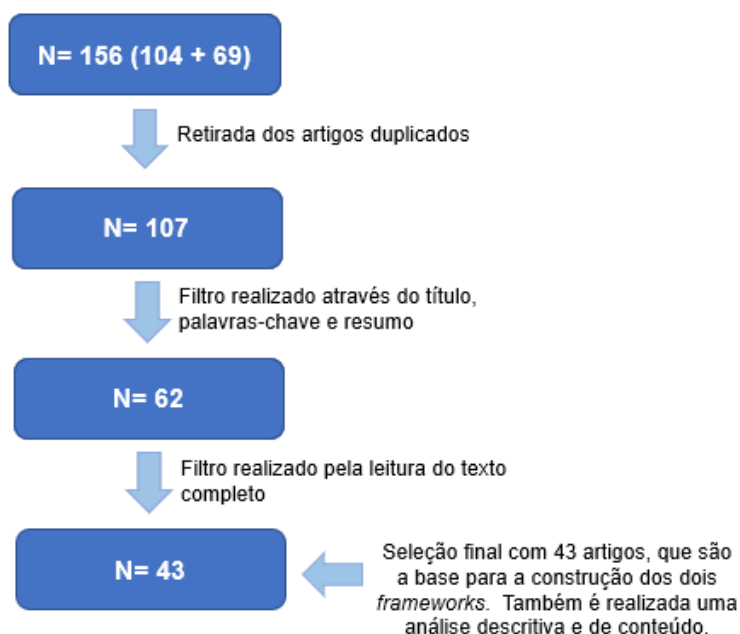 N= 156 (104 + 69)
Retirada dos artigos duplicados
N= 107
Filtro realizado através do título,
palavras-chave e resumo
N= 62
Filtro realizado pela leitura do texto
completo
N= 43
Seleção final com 43 artigos, que são
a base para a construção dos dois
frameworks. Também é realizada uma
análise descritiva e de conteúdo.